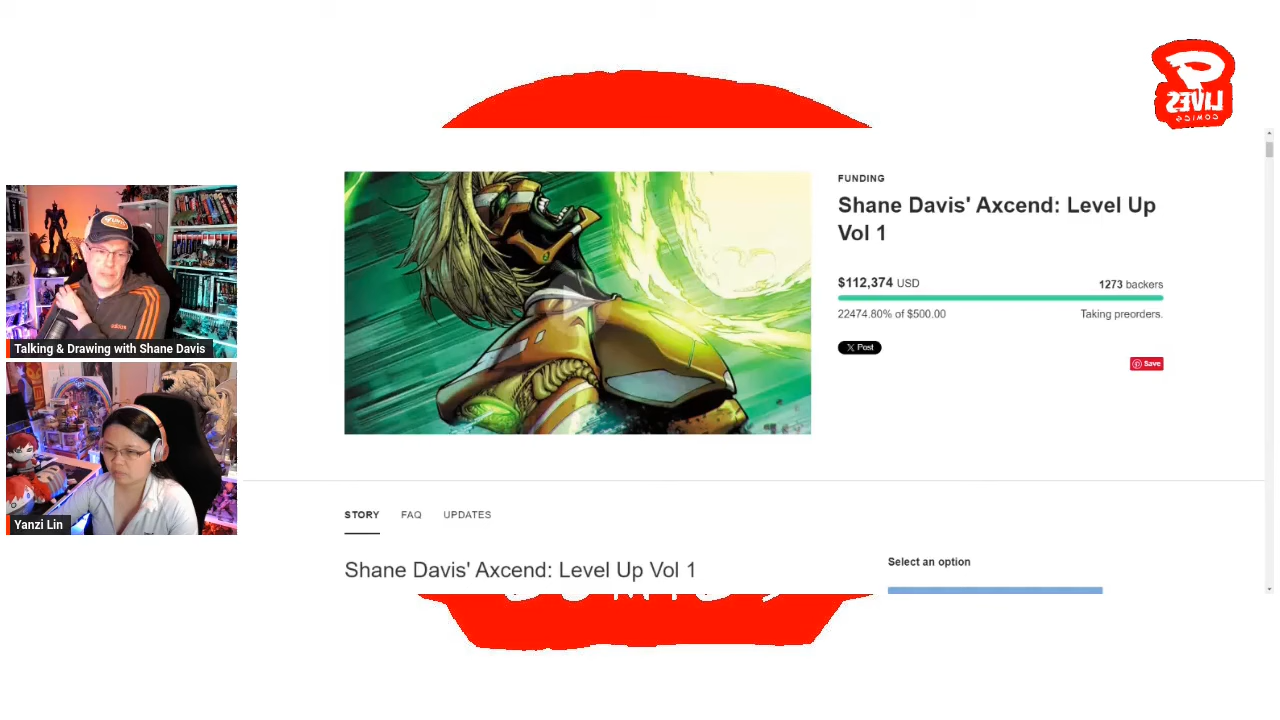 LIVES
COMICS
FUNDING
Shane Davis' Axcend: Level Up
Vol 1
$112,374 USD
1273 backers
22474.80% of $500.00
Taking preorders.
X Post
Save
Talking & Drawing with Shane Davis
Yanzi Lin
STORY
FAQ
UPDATES
Shane Davis' Axcend: Level Up Vol 1
Select an option